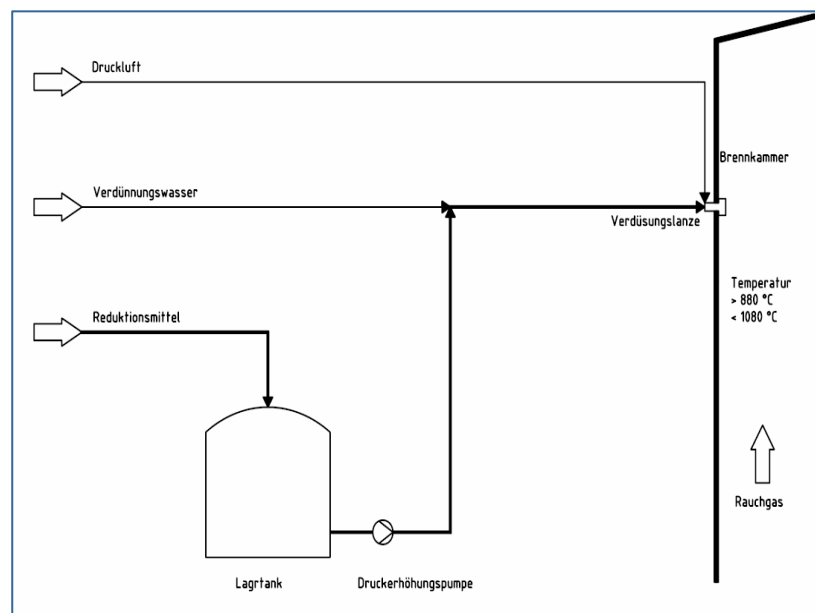 Druckluft
Brennkammer
Verdünnungswasser
Verdüsungslanze
Temperatur
> 880 °C
< 1080 °C
Reduktionsmittel
Rauchgas
Lagrtank
Druckerhöhungspumpe